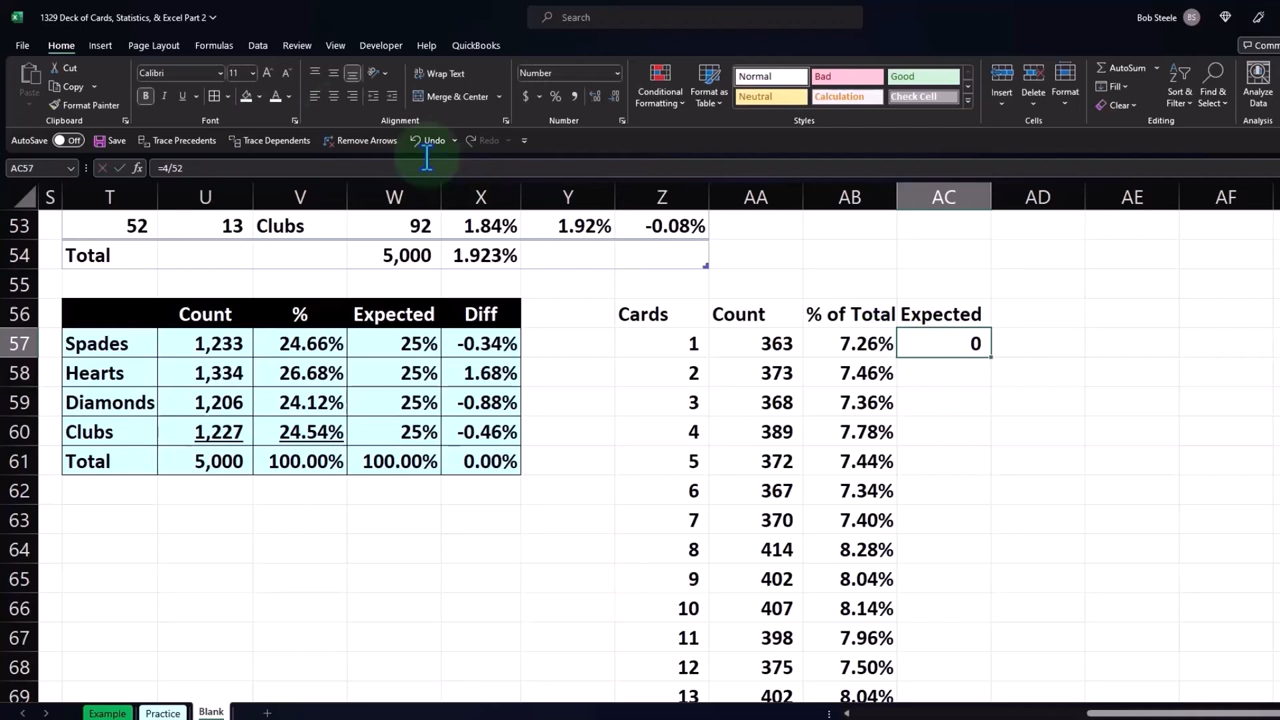 1329 Deck of Cards, Statistics, & Excel Part 2
Search
Bob Steele BS
File Home Insert Page Layout Formulas Data Review View Developer Help QuickBooks
Comm
Paste Cut Copy Format Painter
Clipboard
Calibri 11
B I U A
Font
Wrap Text
Merge & Center
Alignment
Number
$ % 9
Number
Conditional Formatting Format as Table
Normal Bad Good
Neutral Calculation Check Cell
Styles
Insert Delete Format
Cells
AutoSum
Fill
Clear
Sort & Filter Find & Select
Editing
Analyze Data
Analysis
AutoSave Off Save Trace Precedents Trace Dependents Remove Arrows Undo Redo
AC57 fx =4/52
S T U V W X Y Z AA AB AC AD AE AF
53 52 13 Clubs 92 1.84% 1.92% -0.08%
54 Total 5,000 1.923%
55
56 Count % Expected Diff Cards Count % of Total Expected
57 Spades 1,233 24.66% 25% -0.34% 1 363 7.26% 0
58 Hearts 1,334 26.68% 25% 1.68% 2 373 7.46%
59 Diamonds 1,206 24.12% 25% -0.88% 3 368 7.36%
60 Clubs 1,227 24.54% 25% -0.46% 4 389 7.78%
61 Total 5,000 100.00% 100.00% 0.00% 5 372 7.44%
62 6 367 7.34%
63 7 370 7.40%
64 8 414 8.28%
65 9 402 8.04%
66 10 407 8.14%
67 11 398 7.96%
68 12 375 7.50%
69 13 402 8.04%
Example Practice Blank